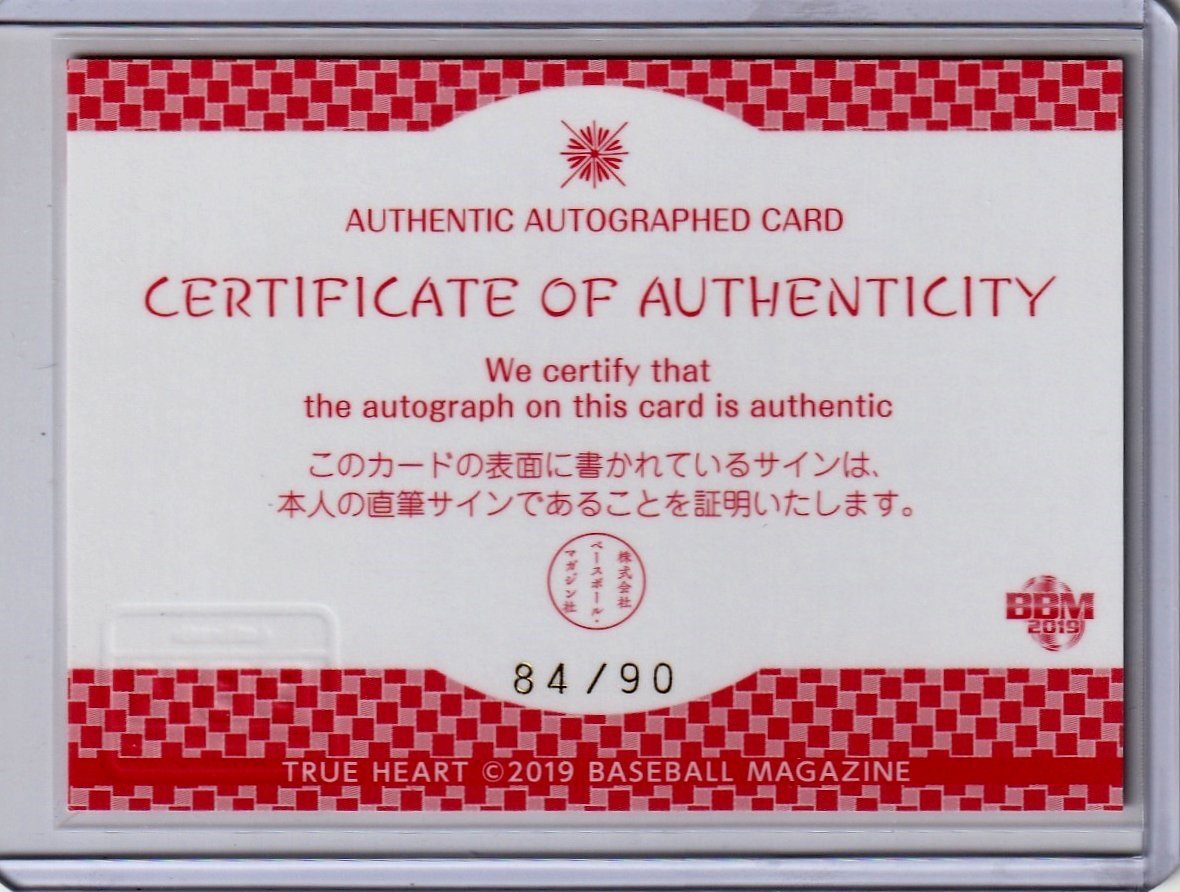 AUTHENTIC AUTOGRAPHED CARD
CERTIFICATE OF AUTHENTICITY
We certify that
the autograph on this card is authentic
このカードの表面に書かれているサインは、
本人の直筆サインであることを証明いたします。
株式会社
ベースボール・
マガジン社
BBM
2019
84/90
TRUE HEART ©2019 BASEBALL MAGAZINE